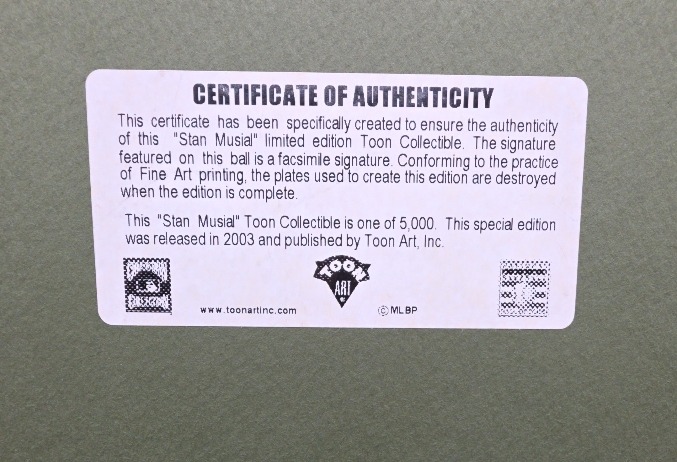 CERTIFICATE OF AUTHENTICITY
This certificate has been specifically created to ensure the authenticity
of this "Stan Musial" limited edition Toon Collectible. The signature
featured on this ball is a facsimile signature. Conforming to the practice
of Fine Art printing, the plates used to create this edition are destroyed
when the edition is complete.
This "Stan Musial" Toon Collectible is one of 5,000. This special edition
was released in 2003 and published by Toon Art, Inc.
TOON
ART
www.toonartinc.com
©MLBP